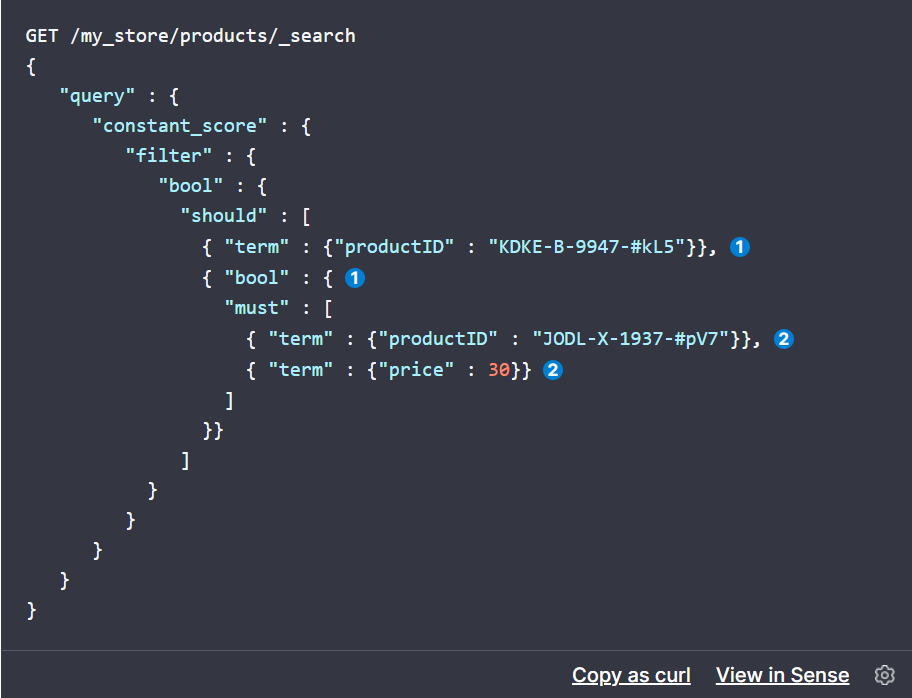 GET /my_store/products/_search
{
   "query" : {
      "constant_score" : {
         "filter" : {
            "bool" : {
              "should" : [
                { "term" : {"productID" : "KDKE-B-9947-#kL5"}}, 1
                { "bool" : { 1
                  "must" : [
                    { "term" : {"productID" : "JODL-X-1937-#pV7"}}, 2
                    { "term" : {"price" : 30}} 2
                  ]
                }}
              ]
           }
         }
      }
   }
}
Copy as curl View in Sense